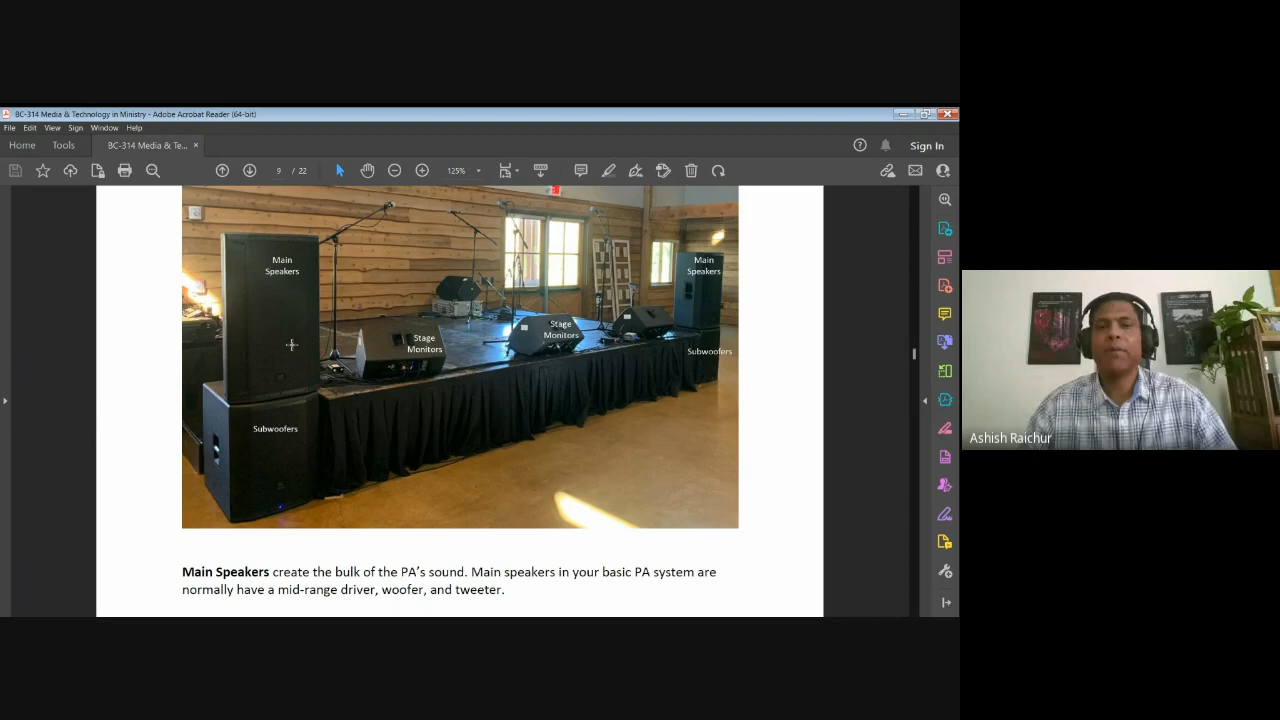 BC-314 Media & Technology in Ministry - Adobe Acrobat Reader (64-bit)
File Edit View Sign Window Help
Home Tools BC-314 Media & Te... × Sign In
9 / 22 125%
Main
Speakers
Main
Speakers
Stage
Monitors
Stage
Monitors
Subwoofers
Subwoofers
Main Speakers create the bulk of the PA’s sound. Main speakers in your basic PA system are
normally have a mid-range driver, woofer, and tweeter.
Ashish Raichur